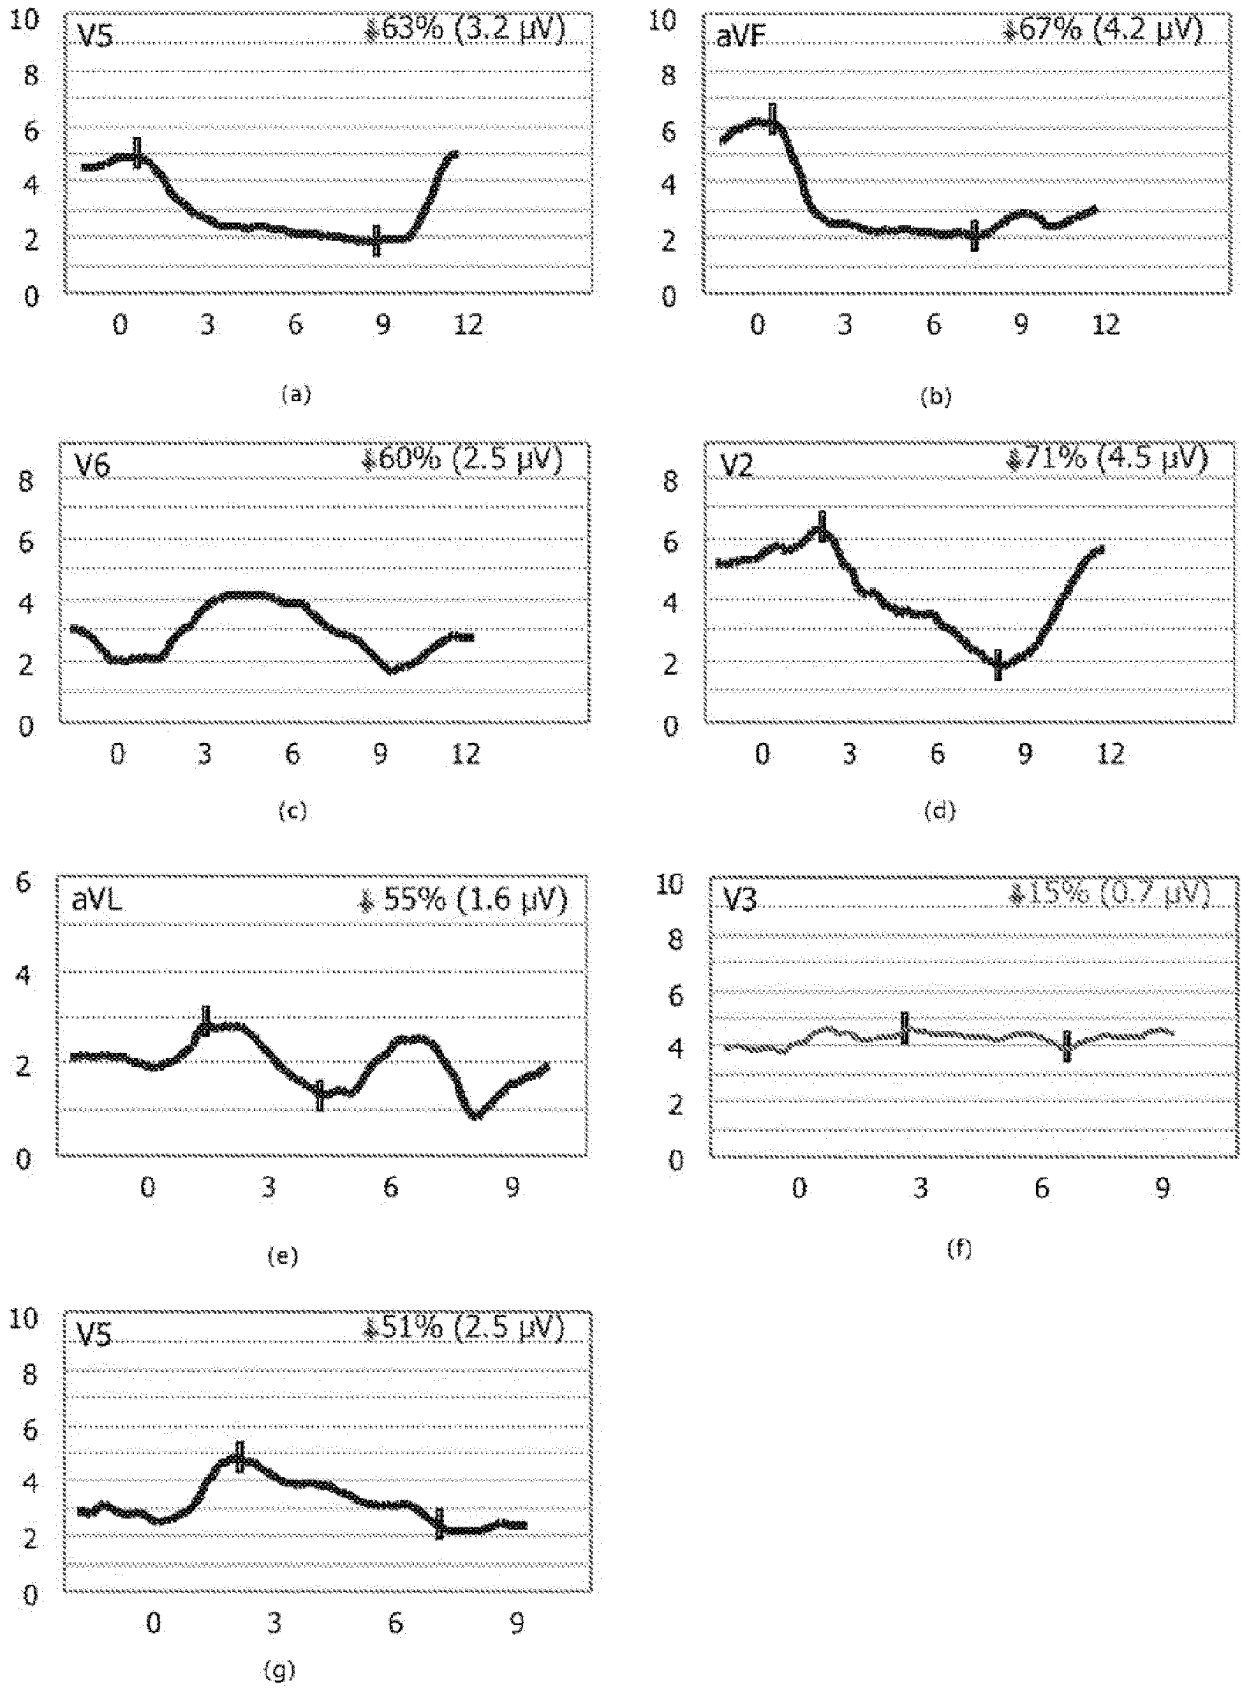 V5 ↓63% (3.2 µV)
10
8
6
4
2
0
0 3 6 9 12
(a)
aVF ↓67% (4.2 µV)
10
8
6
4
2
0
0 3 6 9 12
(b)
V6 ↓60% (2.5 µV)
8
6
4
2
0
0 3 6 9 12
(c)
V2 ↓71% (4.5 µV)
8
6
4
2
0
0 3 6 9 12
(d)
aVL ↓ 55% (1.6 µV)
6
4
2
0
0 3 6 9
(e)
V3 ↓15% (0.7 µV)
10
8
6
4
2
0
0 3 6 9
(f)
V5 ↓51% (2.5 µV)
10
8
6
4
2
0
0 3 6 9
(g)